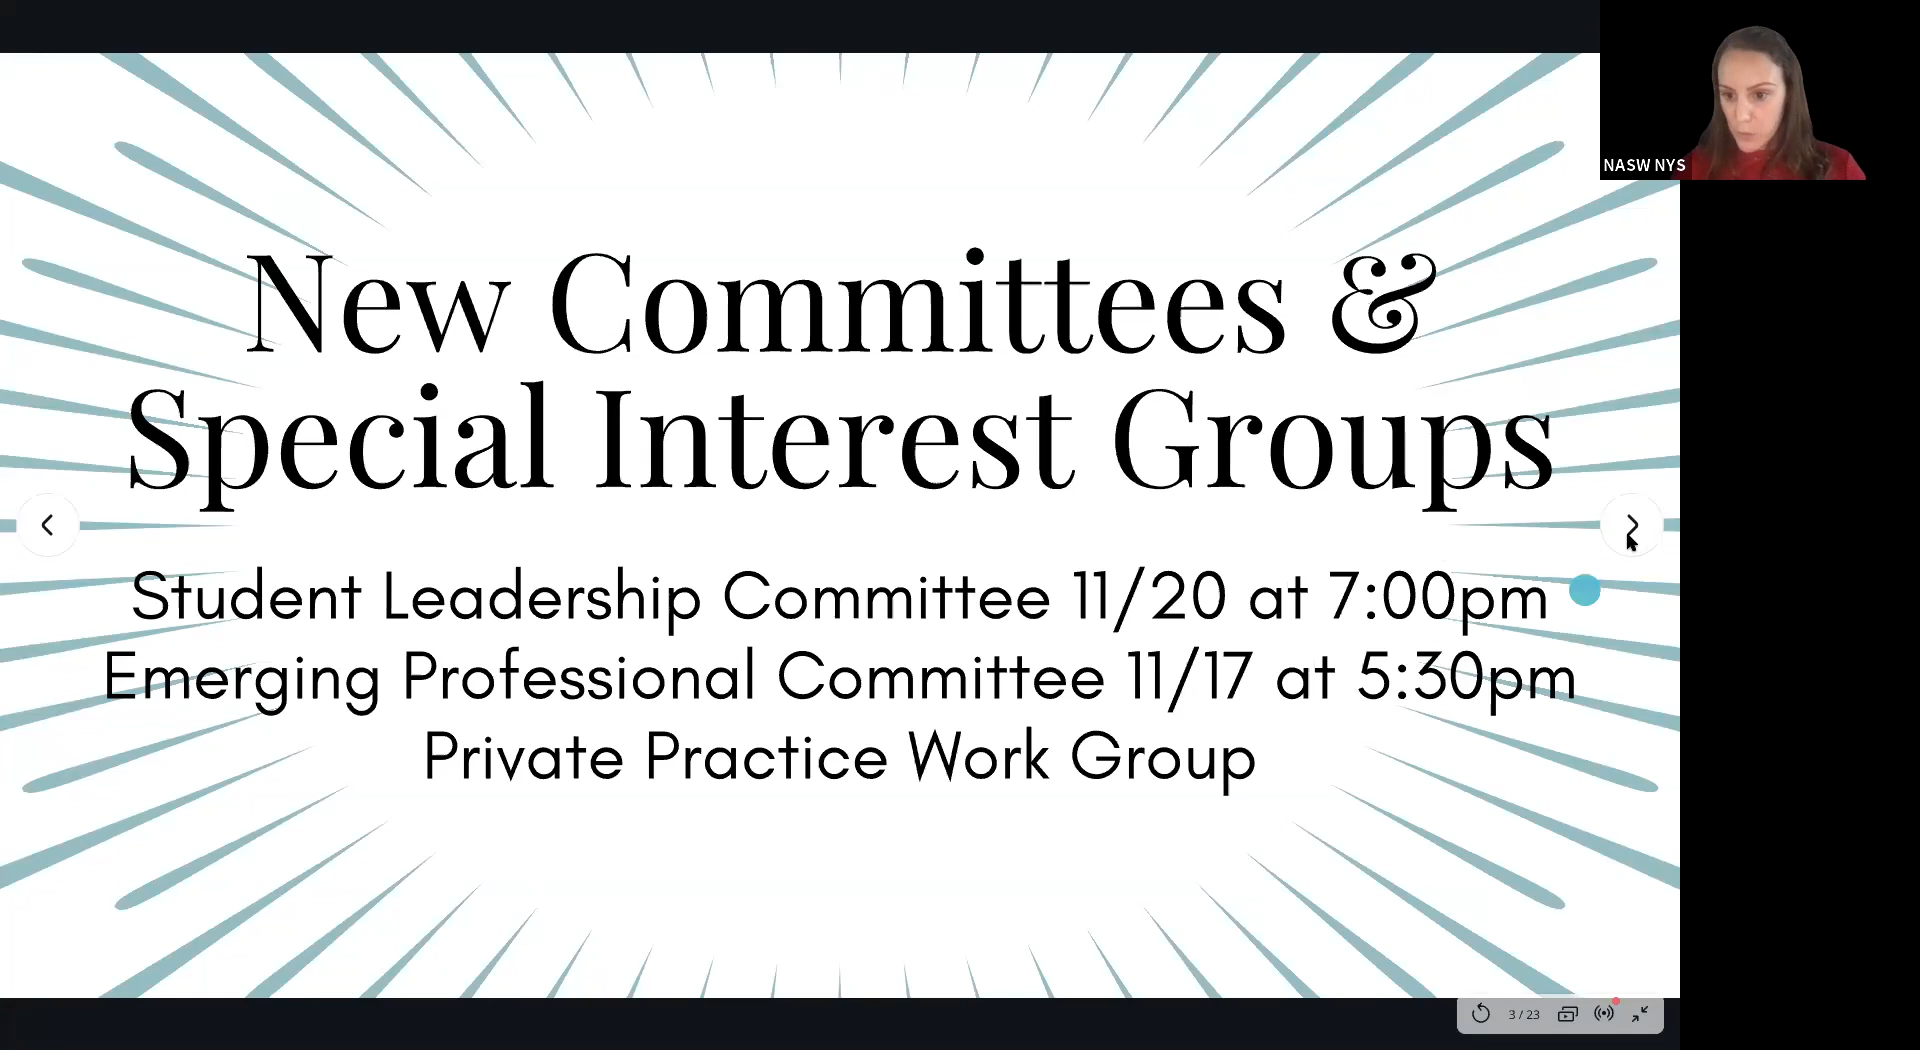 NASW NYS
New Committees &
Special Interest Groups
Student Leadership Committee 11/20 at 7:00pm
Emerging Professional Committee 11/17 at 5:30pm
Private Practice Work Group
3 / 23